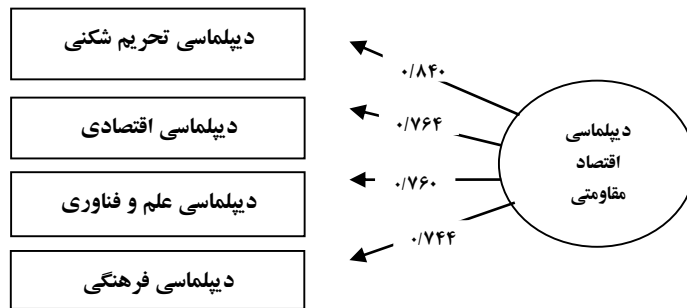 دیپلماسی تحریم شکنی
۰/۸۴۰
دیپلماسی اقتصادی
۰/۷۶۴
دیپلماسی
اقتصاد
مقاومتی
دیپلماسی علم و فناوری
۰/۷۶۰
۰/۷۴۴
دیپلماسی فرهنگی